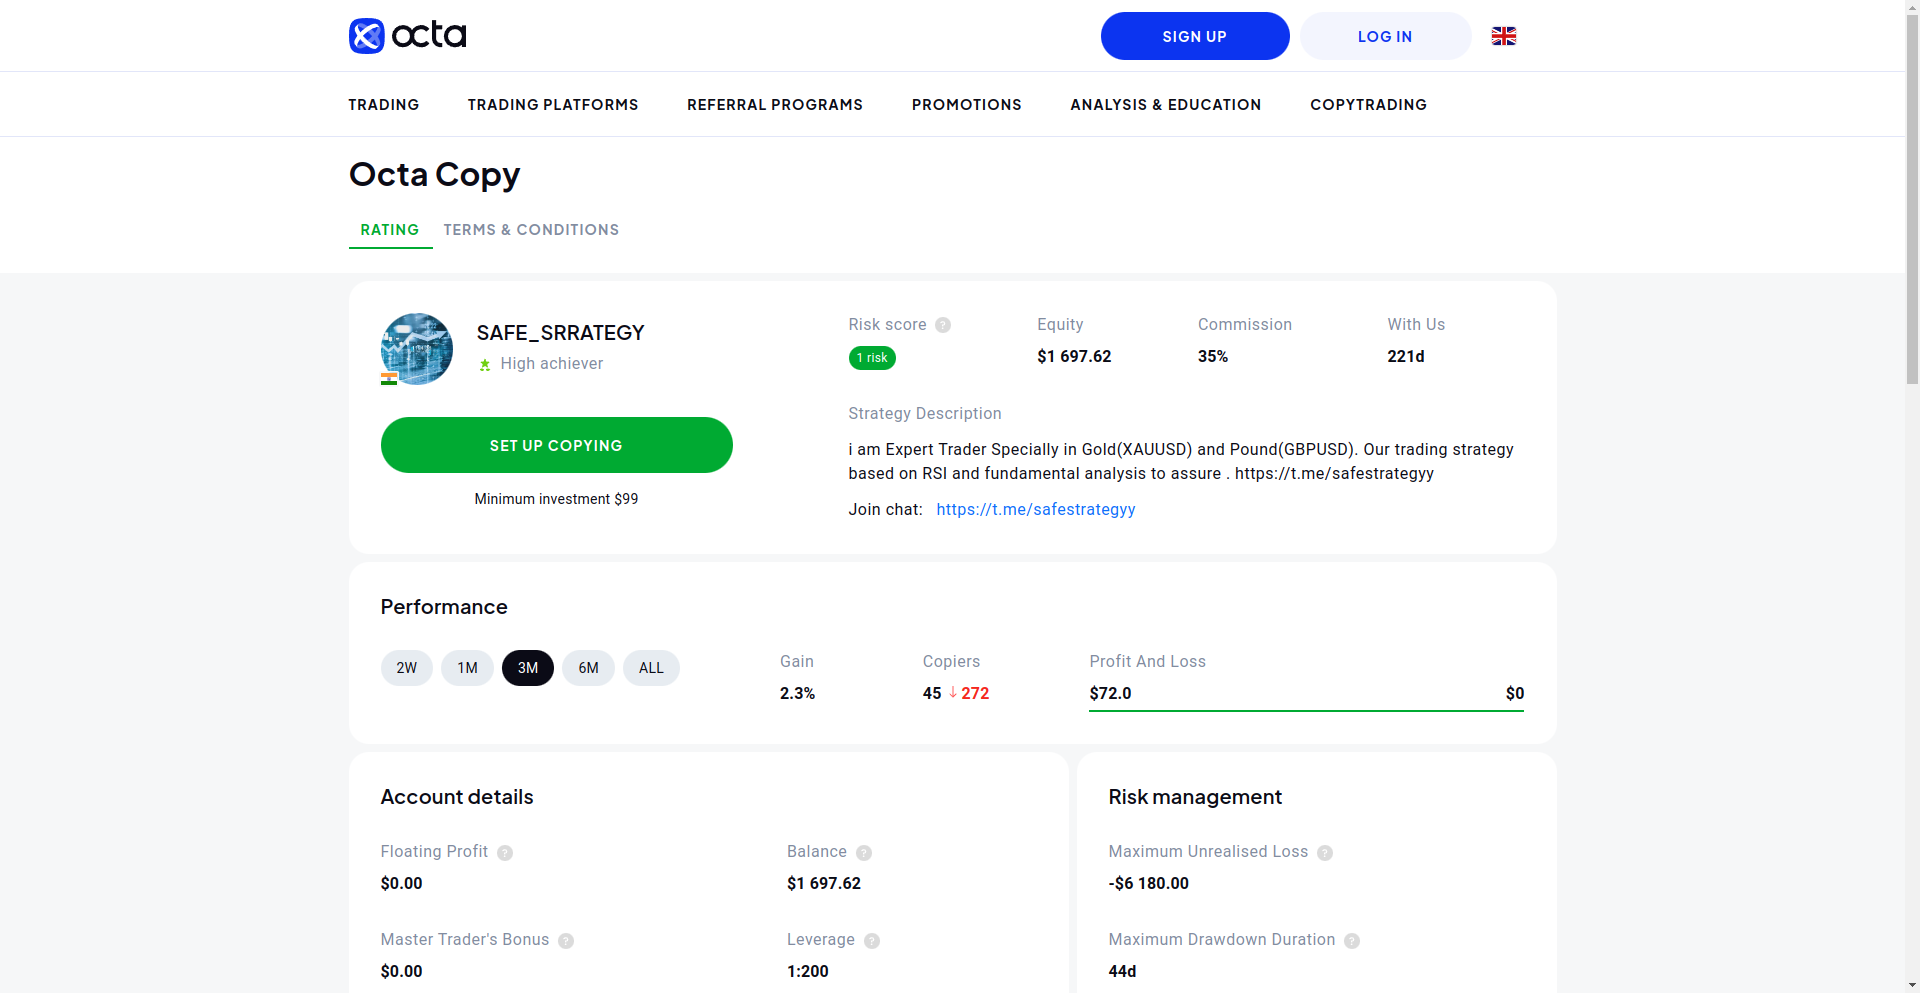 octa
SIGN UP
LOG IN
TRADING
TRADING PLATFORMS
REFERRAL PROGRAMS
PROMOTIONS
ANALYSIS & EDUCATION
COPYTRADING
Octa Copy
RATING
TERMS & CONDITIONS
SAFE_SRRATEGY
High achiever
SET UP COPYING
Minimum investment $99
Risk score ?
1 risk
Equity
$1 697.62
Commission
35%
With Us
221d
Strategy Description
i am Expert Trader Specially in Gold(XAUUSD) and Pound(GBPUSD). Our trading strategy
based on RSI and fundamental analysis to assure . https://t.me/safestrategyy
Join chat: https://t.me/safestrategyy
Performance
2W
1M
3M
6M
ALL
Gain
2.3%
Copiers
45 ↓272
Profit And Loss
$72.0
$0
Account details
Floating Profit ?
$0.00
Balance ?
$1 697.62
Master Trader's Bonus ?
$0.00
Leverage ?
1:200
Risk management
Maximum Unrealised Loss ?
-$6 180.00
Maximum Drawdown Duration ?
44d